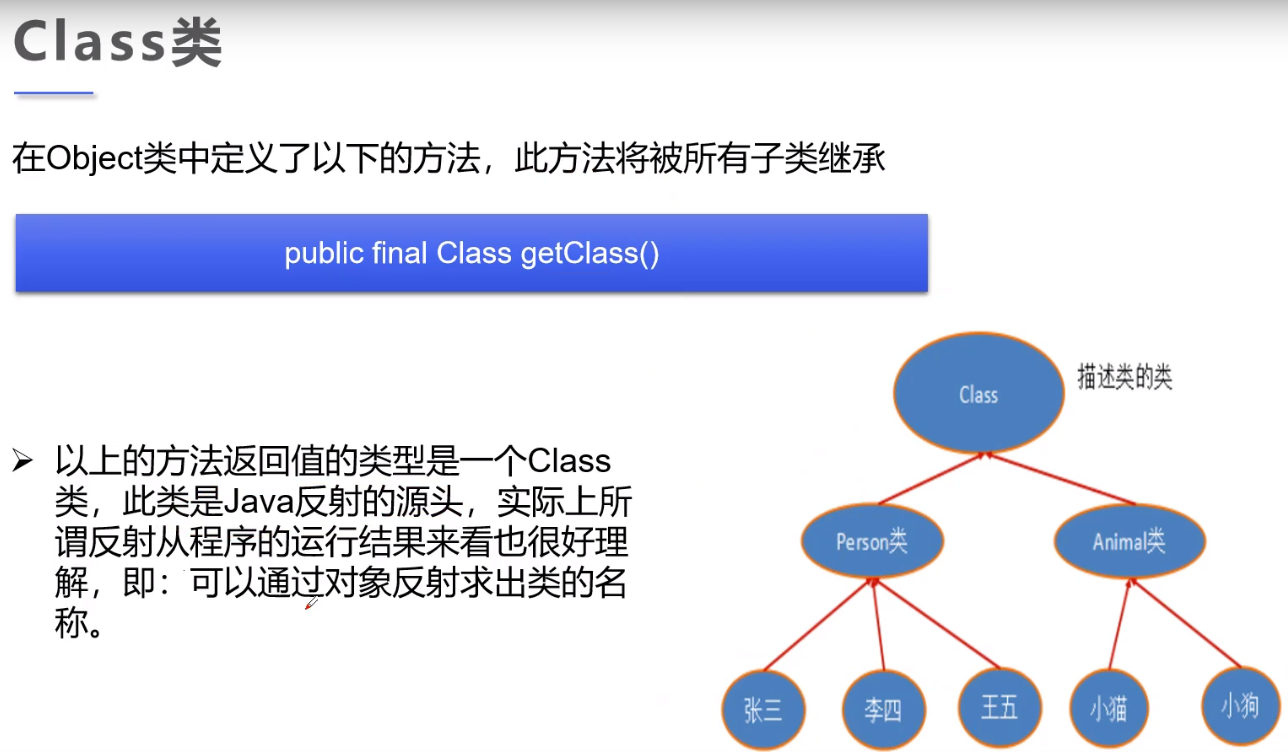 Class类
在Object类中定义了以下的方法，此方法将被所有子类继承
public final Class getClass()
以上的方法返回值的类型是一个Class
类，此类是Java反射的源头，实际上所
谓反射从程序的运行结果来看也很好理
解，即：可以通过对象反射求出类的名
称。
Class
描述类的类
Person类
Animal类
张三
李四
王五
小猫
小狗